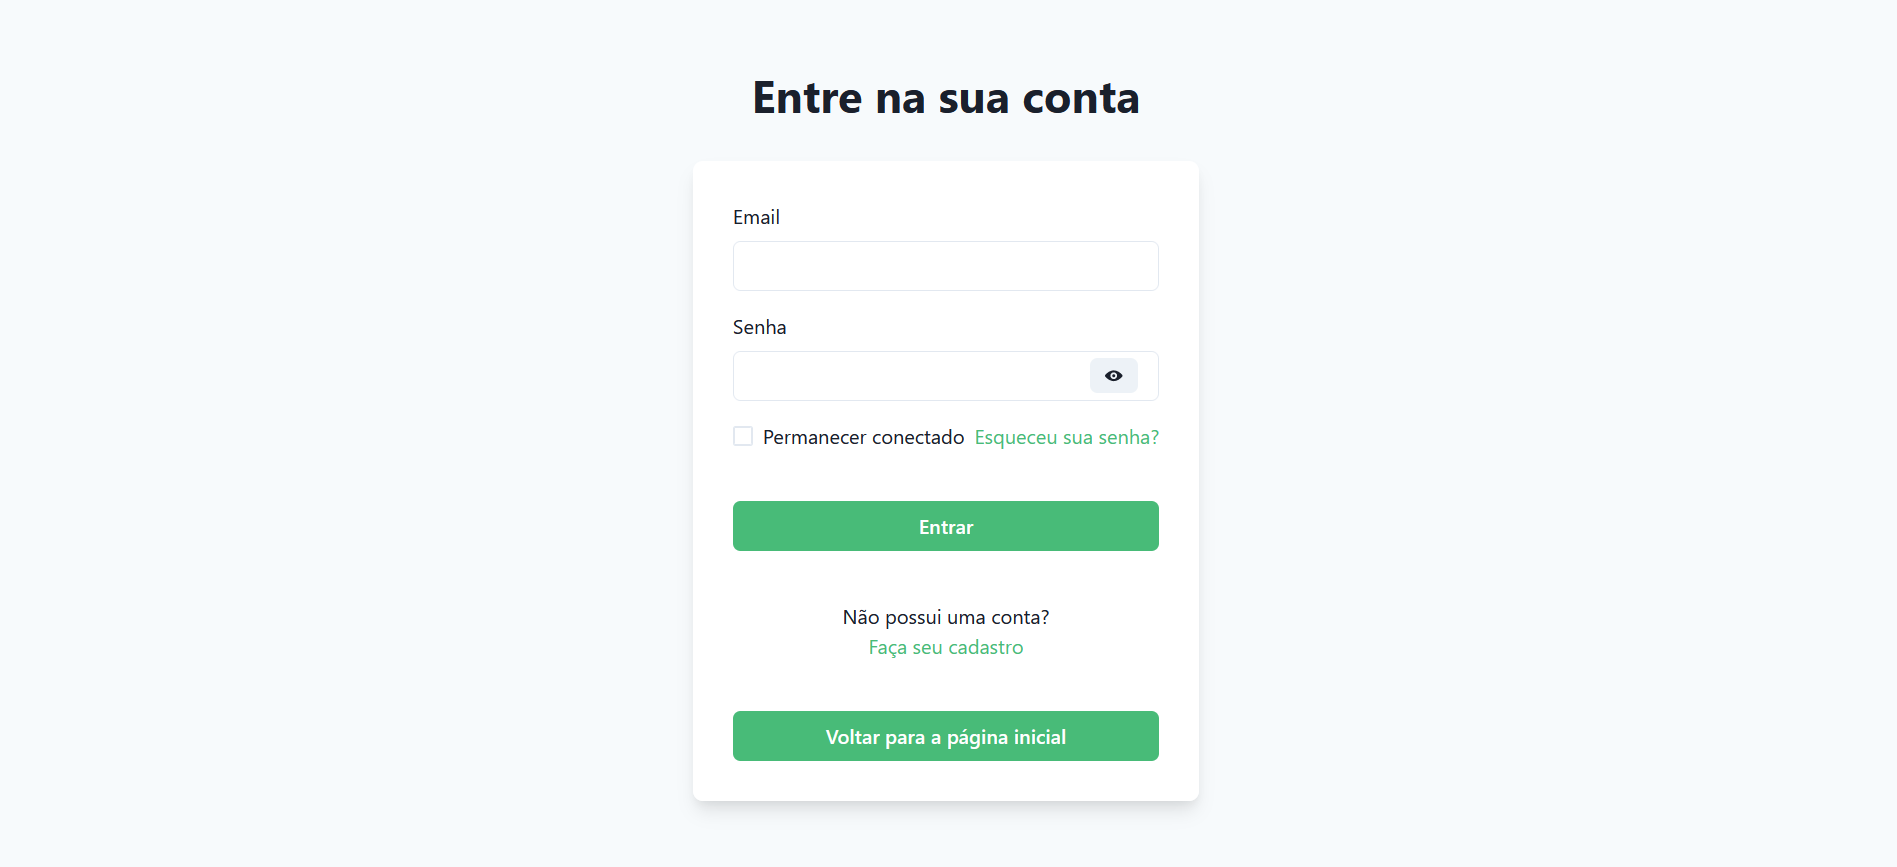 Entre na sua conta
Email
Senha
Permanecer conectado Esqueceu sua senha?
Entrar
Não possui uma conta?
Faça seu cadastro
Voltar para a página inicial